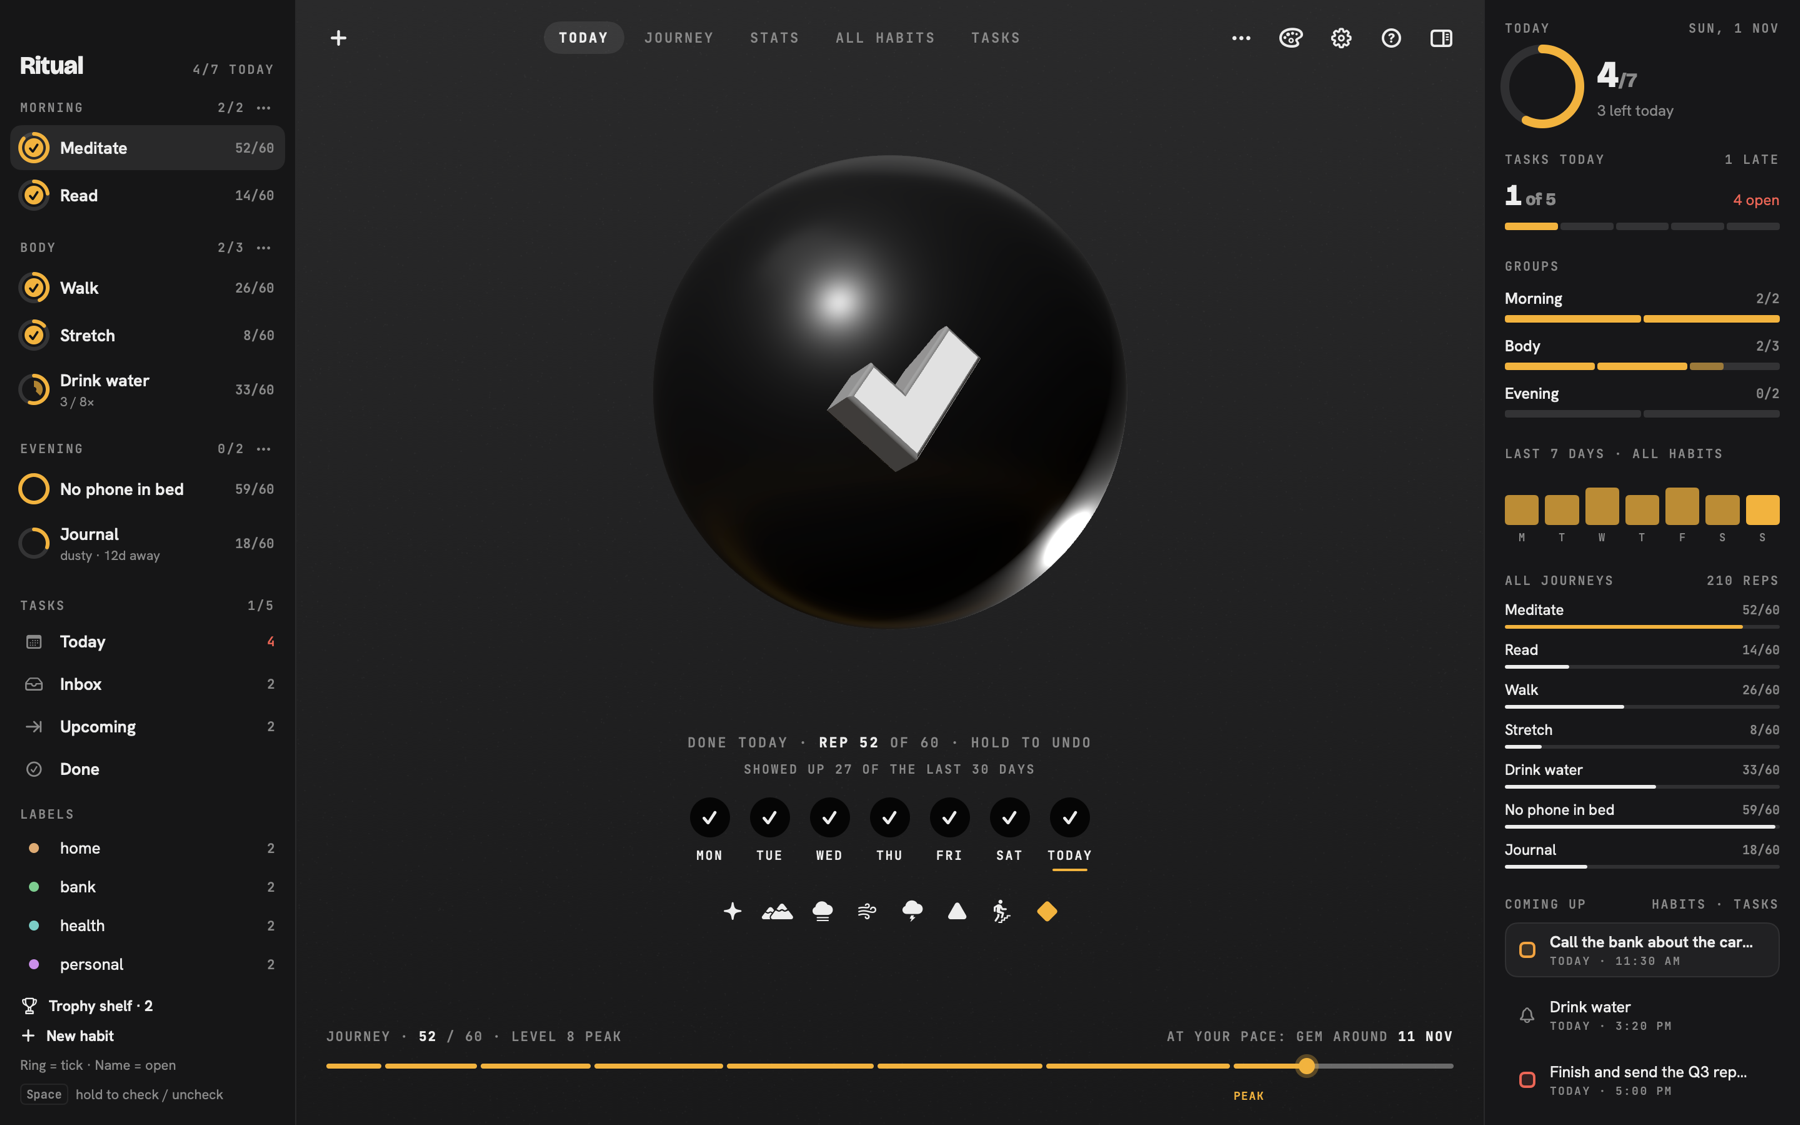 Ritual
4/7 TODAY
MORNING 2/2
Meditate 52/60
Read 14/60
BODY 2/3
Walk 26/60
Stretch 8/60
Drink water 33/60
3 / 8×
EVENING 0/2
No phone in bed 59/60
Journal 18/60
dusty · 12d away
TASKS 1/5
Today 4
Inbox 2
Upcoming 2
Done
LABELS
home 2
bank 2
health 2
personal 2
Trophy shelf · 2
New habit
Ring = tick · Name = open
Space hold to check / uncheck
TODAY JOURNEY STATS ALL HABITS TASKS
DONE TODAY · REP 52 OF 60 · HOLD TO UNDO
SHOWED UP 27 OF THE LAST 30 DAYS
MON TUE WED THU FRI SAT TODAY
JOURNEY · 52 / 60 · LEVEL 8 PEAK
AT YOUR PACE: GEM AROUND 11 NOV
PEAK
TODAY SUN, 1 NOV
4/7
3 left today
TASKS TODAY 1 LATE
1 of 5 4 open
GROUPS
Morning 2/2
Body 2/3
Evening 0/2
LAST 7 DAYS · ALL HABITS
M T W T F S S
ALL JOURNEYS 210 REPS
Meditate 52/60
Read 14/60
Walk 26/60
Stretch 8/60
Drink water 33/60
No phone in bed 59/60
Journal 18/60
COMING UP HABITS · TASKS
Call the bank about the car...
TODAY · 11:30 AM
Drink water
TODAY · 3:20 PM
Finish and send the Q3 rep...
TODAY · 5:00 PM